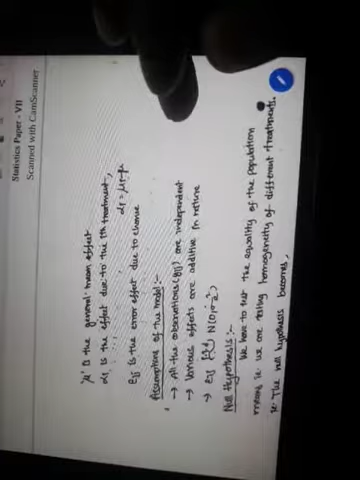 Statistics Paper - VII
Scanned with CamScanner
'μ' is the general mean effect
αi is the effect due to the ith treatment,
αi = μi - μ
εij is the error effect due to chance
Assumptions of the model :-
→ All the observations (εij) are independent
→ Various effects are additive in nature
→ εij N(0, σ²)
Null Hypothesis :-
We have to test the equality of the population
means ie we are testing homogeneity of different treatments.
so The null hypothesis becomes,